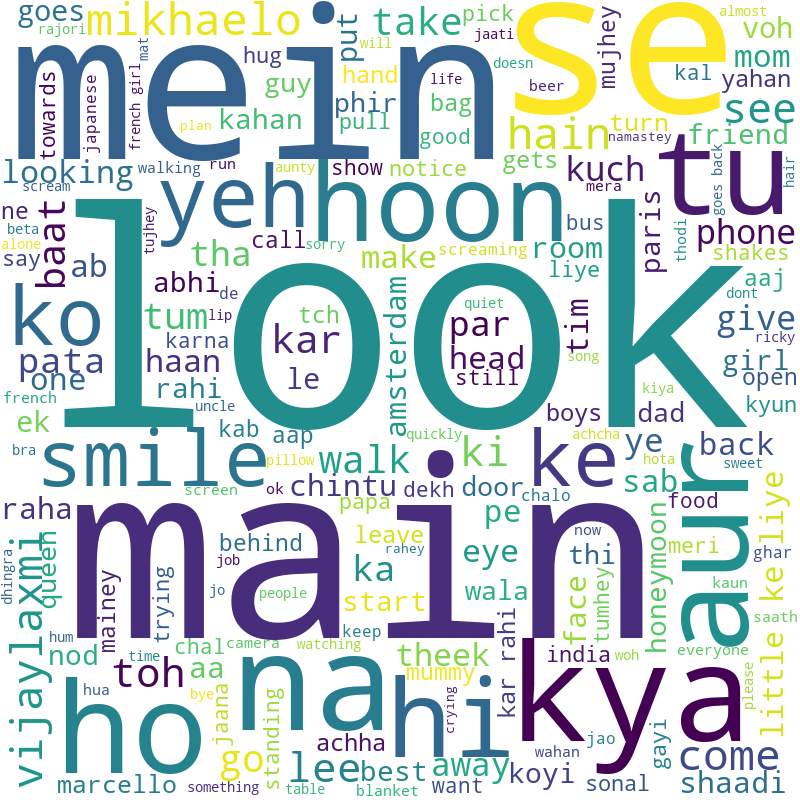 goes mikhaelo take pick almost voh
rajori mat hug put jaati mujhey mom
mein se
towards japanese french girl guy hand life doesn will kal yahan
plan kahan phir bag beer see
pull good hain turn friend
looking walking run show notice gets namastey tu
scream aunty kuch mera goes back hair
yeh hoon bus paris phone
ne beta baat tujhey call sorry screaming room thodi shakes
alone say ab tha make liye aaj
look
abhi de quiet dont
ko tum lip tch par tim give
karna kar head song ricky
pata haan amsterdam girl
one rahi le still kiya open
french uncle boys dad kyun
ek kab aap quickly achcha
bra smile walk ki ke ye back
pillow hota sweet
screen ok chintu dekh door chalo sab aur
raha papa pe now food
main
vijaylaxmi queen behind leave eye thi meri ghar
dhingra job rahey kaun
mainey trying jo people ka wala face tumhey honeymoon saath
start little ke liye
hum nod time chal camera watching keep kar rahi india woh everyone
toh aa theek
hua bye mummy please
ho na hi kya
jaana standing crying gayi
achha wahan jao come
go lee best away koyi sonal shaadi
marcello something table blanket want